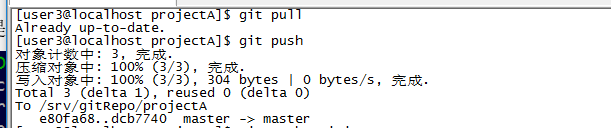 [user3@localhost projectA]$ git pull
Already up-to-date.
[user3@localhost projectA]$ git push
对象计数中: 3, 完成.
压缩对象中: 100% (3/3), 完成.
写入对象中: 100% (3/3), 304 bytes | 0 bytes/s, 完成.
Total 3 (delta 1), reused 0 (delta 0)
To /srv/gitRepo/projectA
   e80fa68..dcb7740  master -> master